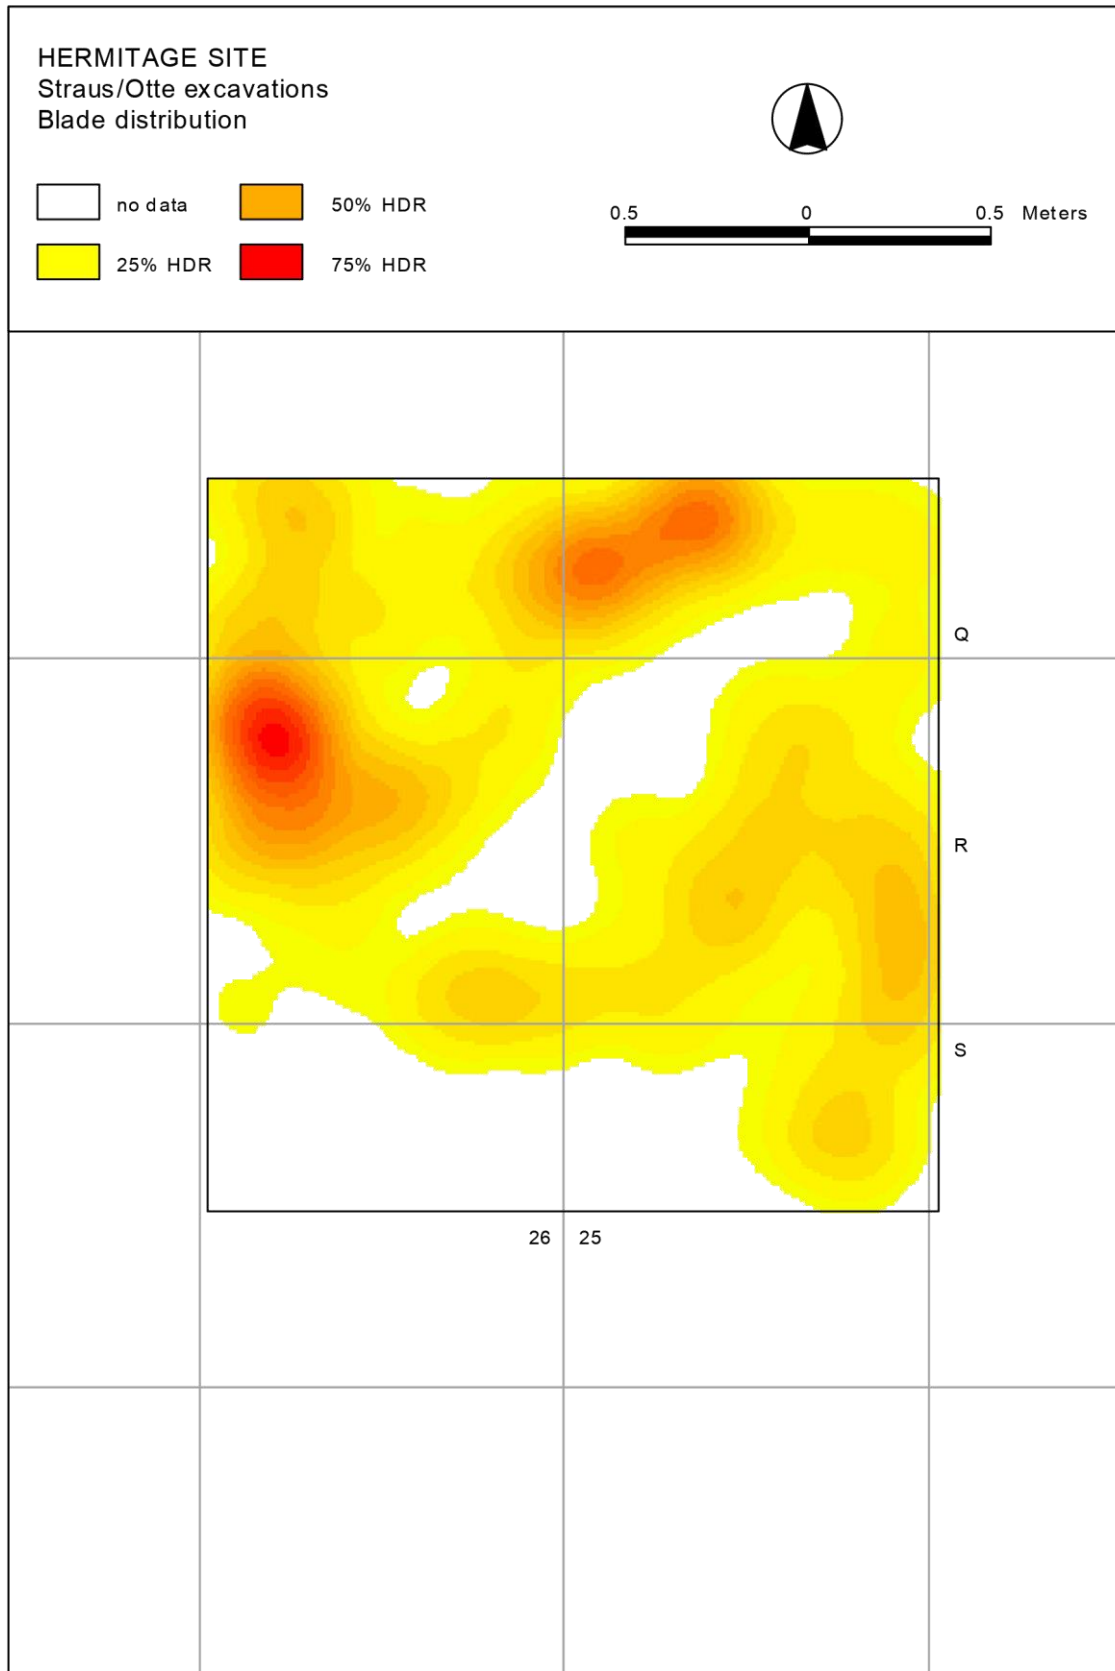 HERMITAGE SITE
Straus/Otte excavations
Blade distribution
no data
50% HDR
25% HDR
75% HDR
0.5 0 0.5 Meters
Q
R
S
26 25